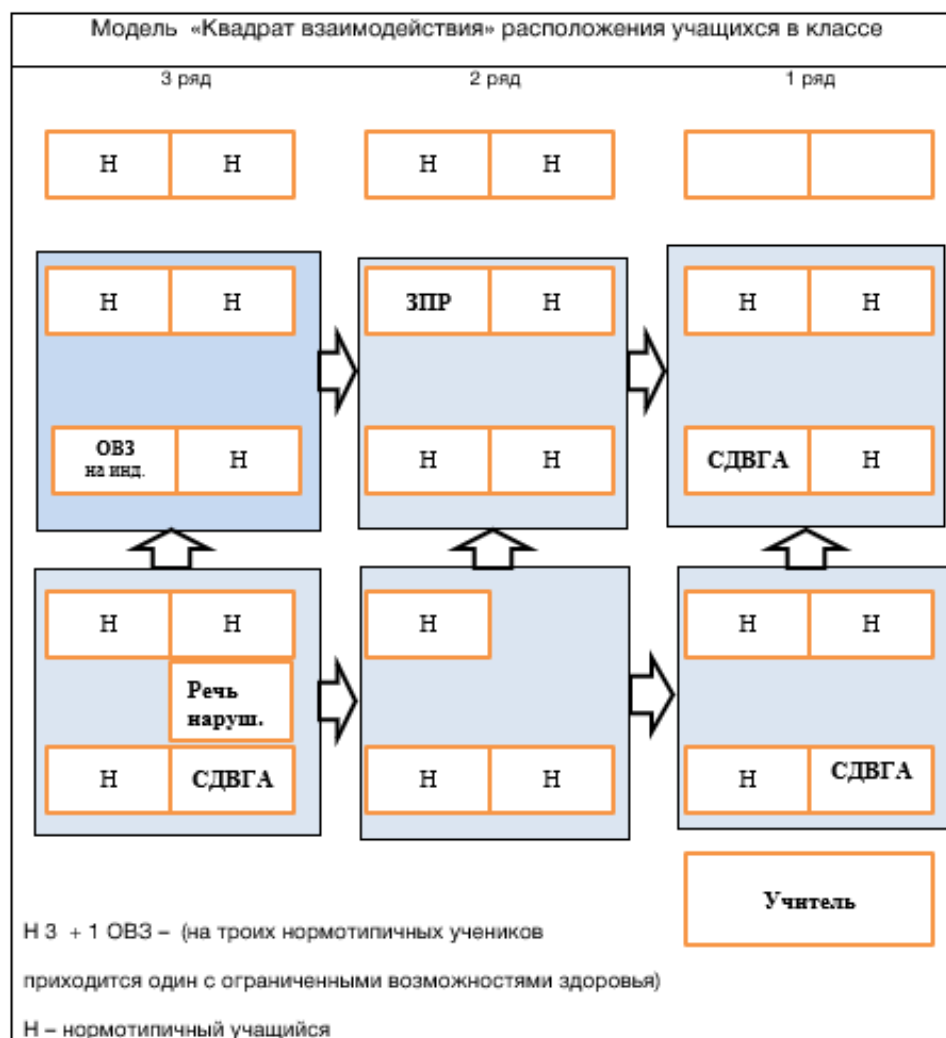 Модель «Квадрат взаимодействия» расположения учащихся в классе
3 ряд 2 ряд 1 ряд
Н Н Н Н
Н Н ЗПР Н Н Н
ОВЗ
на инд. Н Н Н СДВГА Н
Н Н Н Н Н
Речь
наруш.
Н СДВГА Н Н Н СДВГА
Учитель
Н 3 + 1 ОВЗ – (на троих нормотипичных учеников
приходится один с ограниченными возможностями здоровья)
Н – нормотипичный учащийся